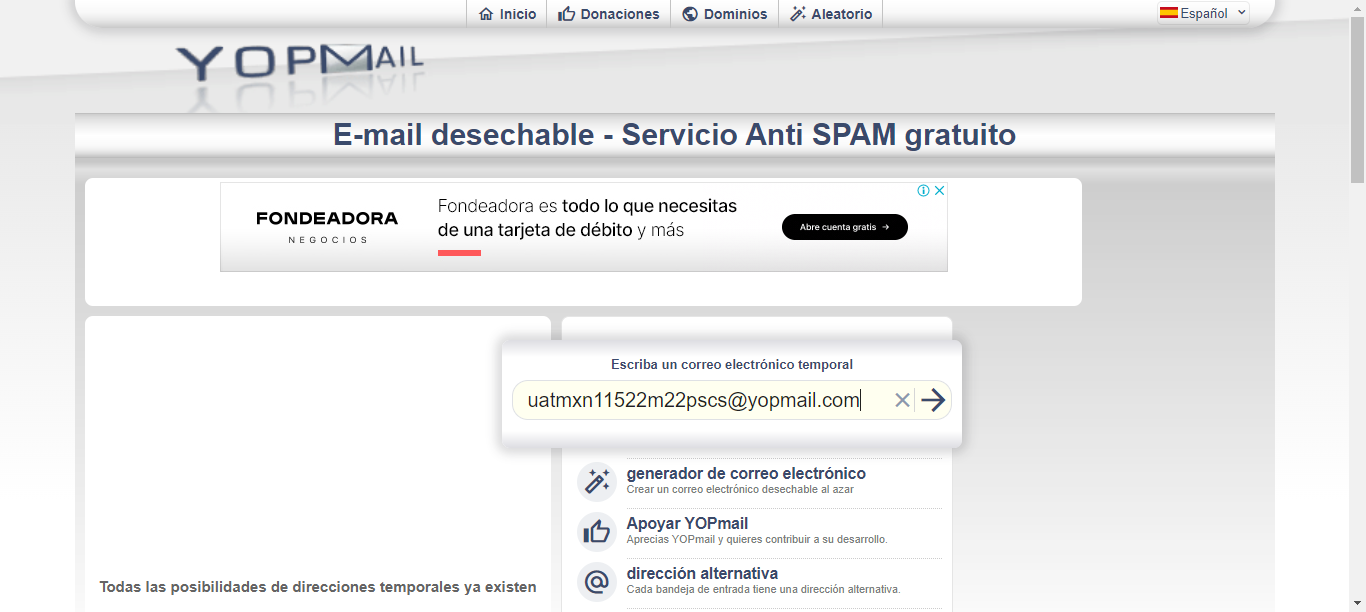 Inicio
Donaciones
Dominios
Aleatorio
Español
YOPMAIL
E-mail desechable - Servicio Anti SPAM gratuito
FONDEADORA
NEGOCIOS
Fondeadora es todo lo que necesitas
de una tarjeta de débito y más
Abre cuenta gratis →
Escriba un correo electrónico temporal
uatmxn11522m22pscs@yopmail.com
generador de correo electrónico
Crear un correo electrónico desechable al azar
Apoyar YOPmail
Aprecias YOPmail y quieres contribuir a su desarrollo.
dirección alternativa
Cada bandeja de entrada tiene una dirección alternativa.
Todas las posibilidades de direcciones temporales ya existen